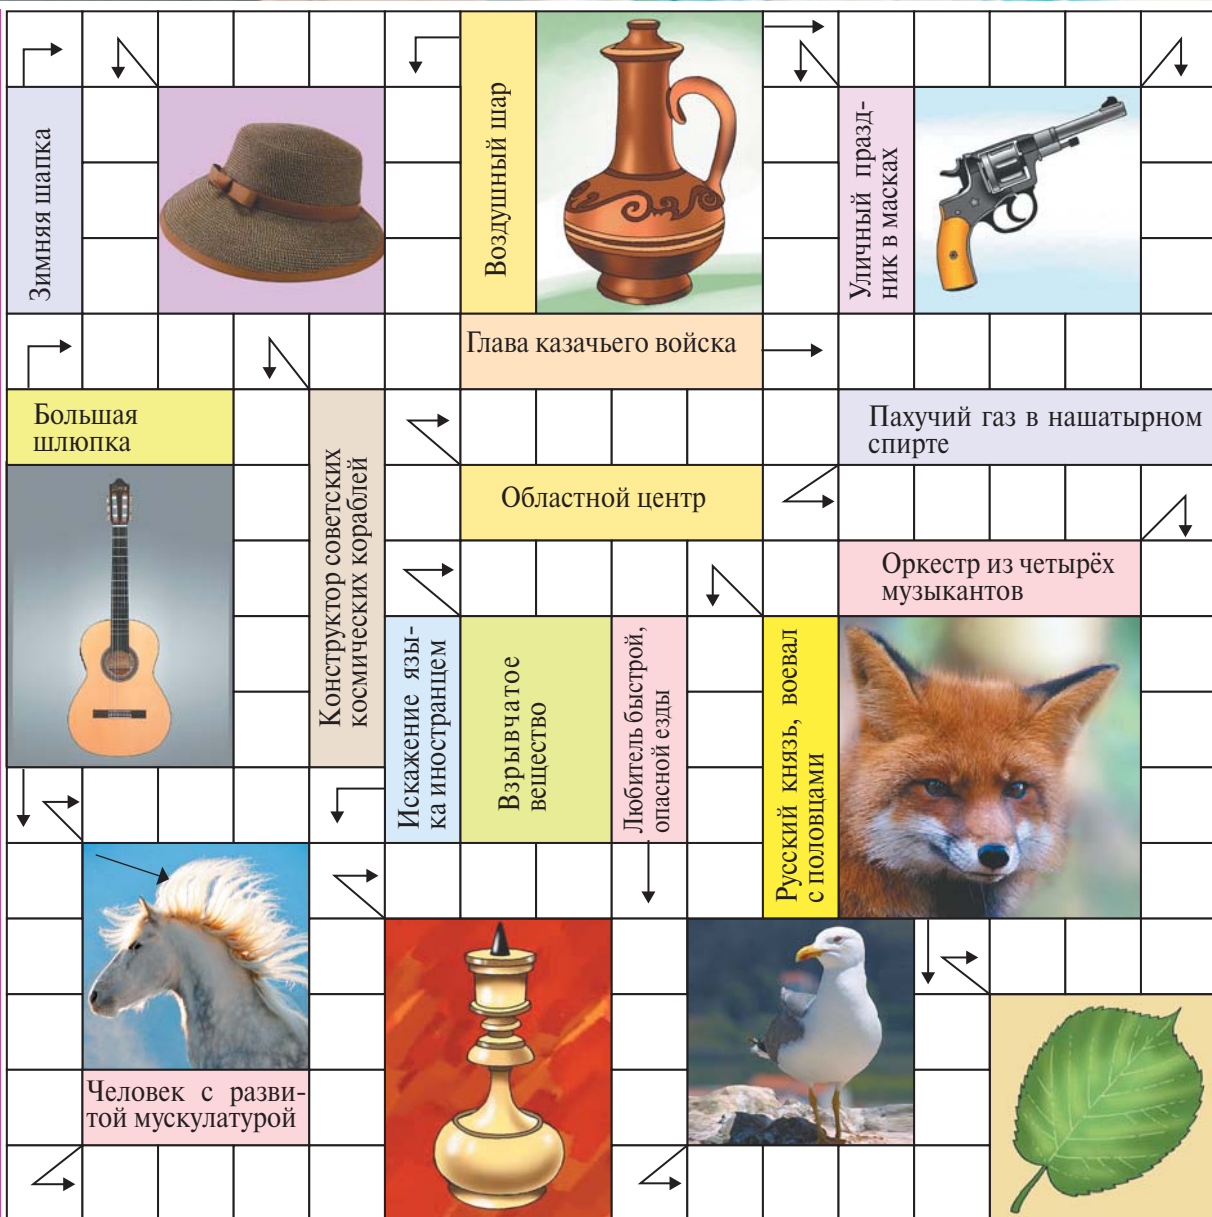 Зимняя шапка
Воздушный шар
Уличный празд-
ник в масках
Глава казачьего войска
Большая
шлюпка
Конструктор советских
космических кораблей
Пахучий газ в нашатырном
спирте
Областной центр
Оркестр из четырёх
музыкантов
Искажение язы-
ка иностранцем
Взрывчатое
вещество
Любитель быстрой,
опасной езды
Русский князь, воевал
с половцами
Человек с разви-
той мускулатурой